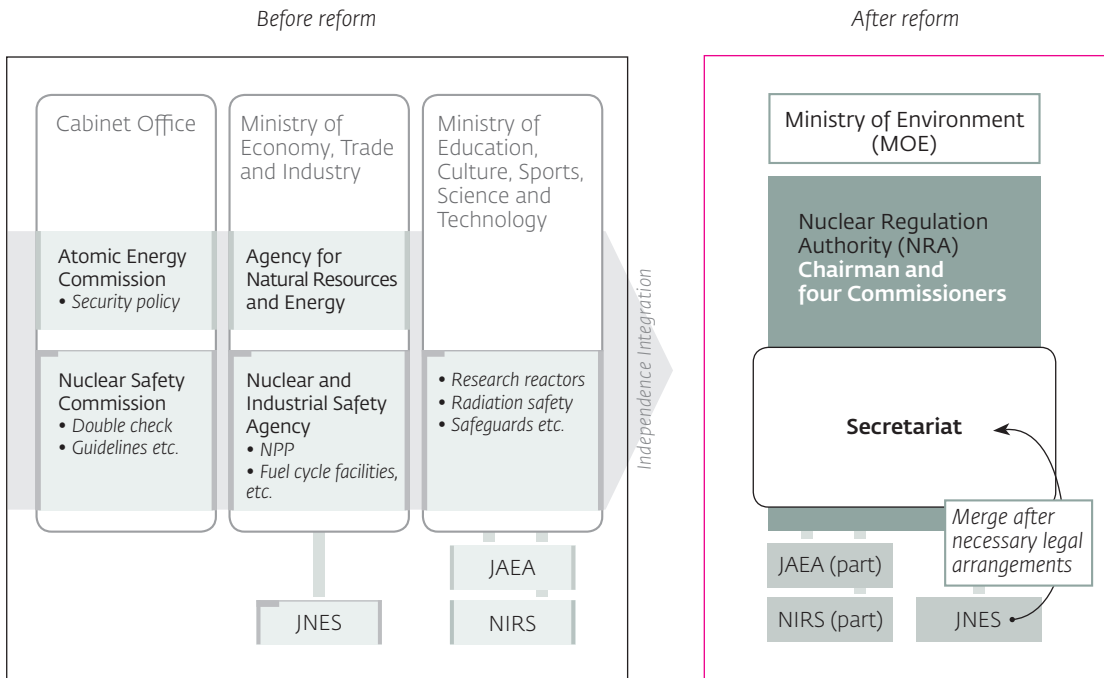 Before reform
Cabinet Office
Atomic Energy
Commission
• Security policy
Nuclear Safety
Commission
• Double check
• Guidelines etc.
Ministry of
Economy, Trade
and Industry
Agency for
Natural Resources
and Energy
Nuclear and
Industrial Safety
Agency
• NPP
• Fuel cycle facilities,
etc.
JNES
Ministry of
Education,
Culture, Sports,
Science and
Technology
• Research reactors
• Radiation safety
• Safeguards etc.
JAEA
NIRS
Independence Integration
After reform
Ministry of Environment
(MOE)
Nuclear Regulation
Authority (NRA)
Chairman and
four Commissioners
Secretariat
Merge after
necessary legal
arrangements
JAEA (part)
NIRS (part)
JNES